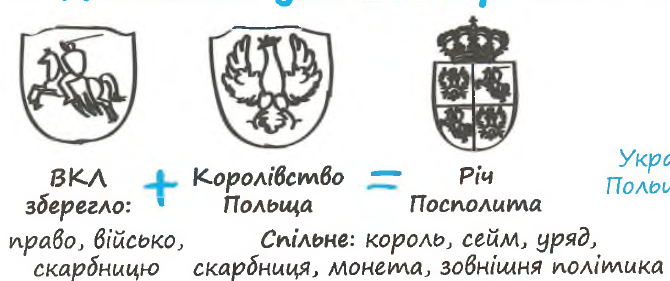 ВКЛ
зберегло:
право, військо,
скарбницю
+
Королівство
Польща
=
Річ
Посполита
Спільне: король, сейм, уряд,
скарбниця, монета, зовнішня політика